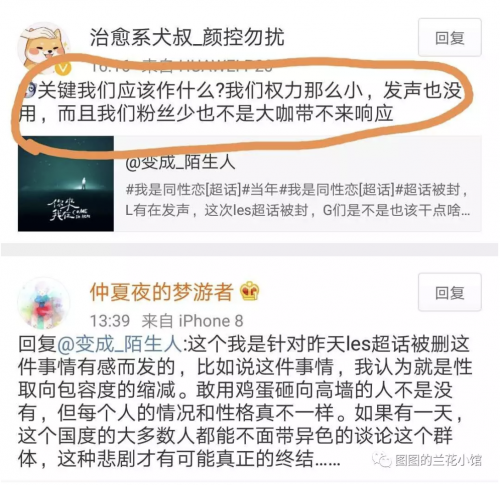 治愈系犬叔_颜控勿扰
回复
16:16 来自 HUAWEI P20
关键我们应该作什么?我们权力那么小，发声也没
用，而且我们粉丝少也不是大咖带不来响应
@变成_陌生人
#我是同性恋[超话]#当年#我是同性恋[超话]#超话被封，
L有在发声，这次les超话被封，G们是不是也该干点啥...
仲夏夜的梦游者
回复
13:39 来自 iPhone 8
回复@变成_陌生人:这个我是针对昨天les超话被删这
件事情有感而发的，比如说这件事情，我认为就是性
取向包容度的缩减。敢用鸡蛋砸向高墙的人不是没
有，但每个人的情况和性格真不一样。如果有一天，
这个国度的大多数人都能不面带异色的谈论这个群
体，这种悲剧才有可能真正的终结……
图图的兰花小馆